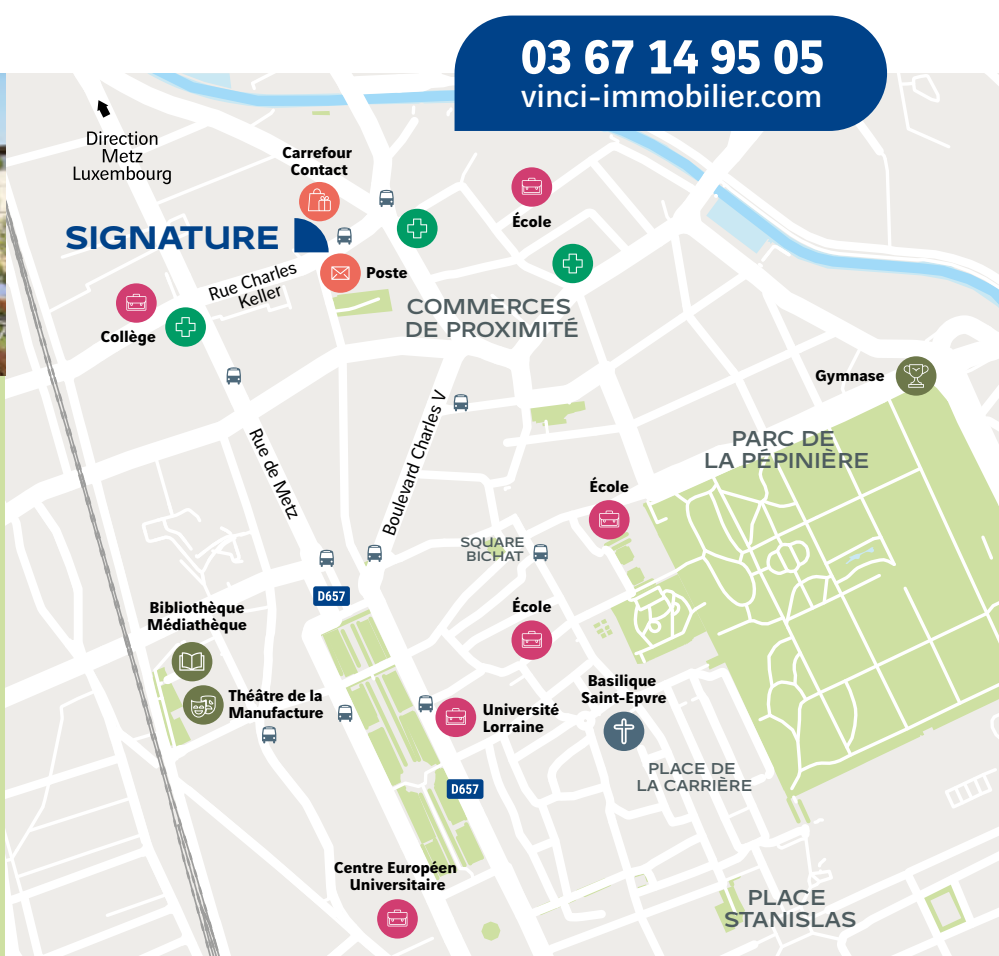 03 67 14 95 05
vinci-immobilier.com
Direction
Metz
Luxembourg
Carrefour
Contact
École
SIGNATURE
Rue Charles
Keller
Poste
Collège
COMMERCES
DE PROXIMITÉ
Gymnase
Rue de Metz
Boulevard Charles V
PARC DE
LA PÉPINIÈRE
École
SQUARE
BICHAT
D657
Bibliothèque
Médiathèque
École
Théâtre de la
Manufacture
Université
Lorraine
Basilique
Saint-Epvre
PLACE DE
LA CARRIÈRE
D657
Centre Européen
Universitaire
PLACE
STANISLAS